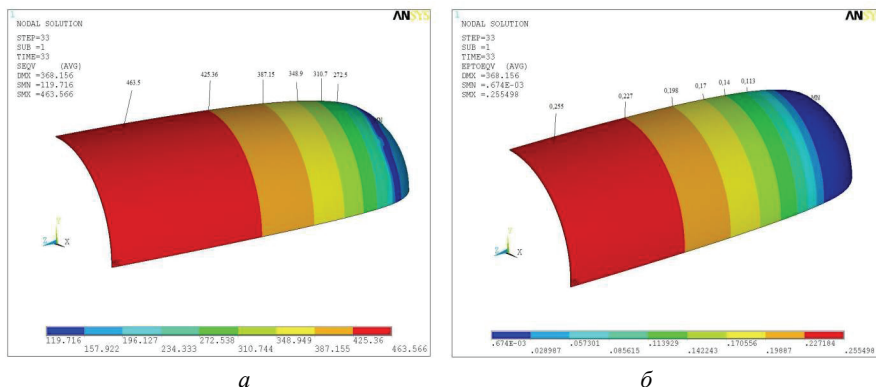 1
NODAL SOLUTION
STEP=33
SUB =1
TIME=33
SEQV (AVG)
DMX =368.156
SMN =119.716
SMX =463.566
ANSYS
463.5
425.36
387.15
348.9
310.7
272.5
MN
Y
Z
X
119.716
157.922
196.127
234.333
272.538
310.744
348.949
387.155
425.36
463.566
а
1
NODAL SOLUTION
STEP=33
SUB =1
TIME=33
EPTOEQV (AVG)
DMX =368.156
SMN =.674E-03
SMX =.255498
ANSYS
0,255
0,227
0,198
0,17
0,14
0,113
MN
Y
Z
X
.674E-03
.028987
.057301
.085615
.113929
.142243
.170556
.19887
.227184
.255498
б